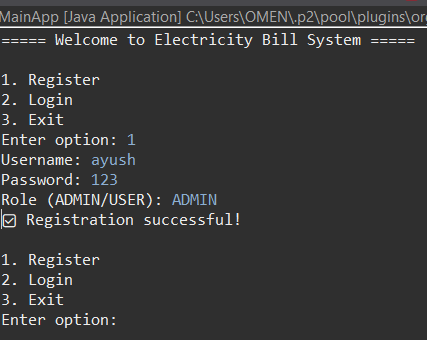 MainApp [Java Application] C:\Users\OMEN\.p2\pool\plugins\or
===== Welcome to Electricity Bill System =====
1. Register
2. Login
3. Exit
Enter option: 1
Username: ayush
Password: 123
Role (ADMIN/USER): ADMIN
☑ Registration successful!
1. Register
2. Login
3. Exit
Enter option: